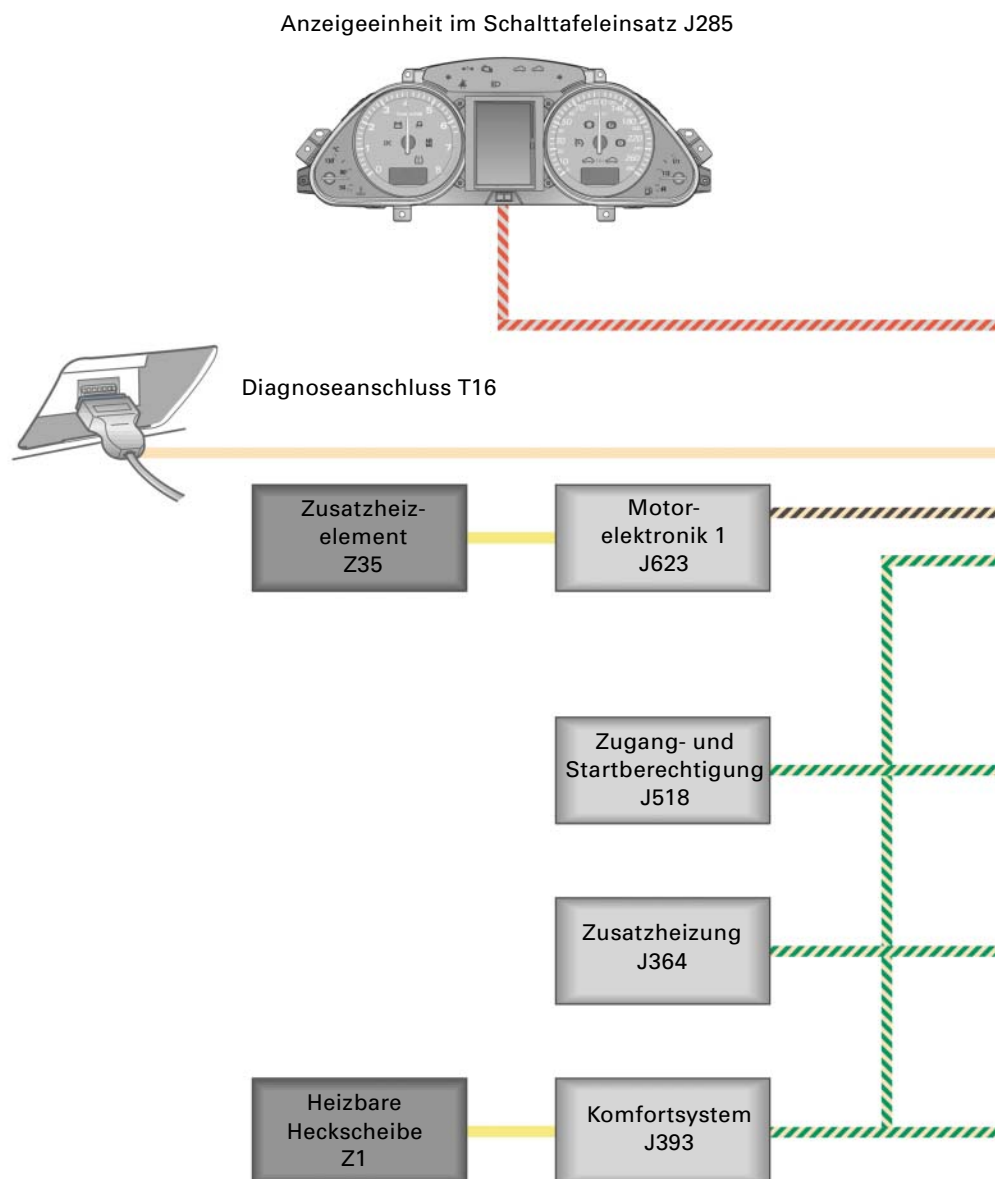 Anzeigeeinheit im Schalttafeleinsatz J285
Diagnoseanschluss T16
Zusatzheiz-
element
Z35
Motor-
elektronik 1
J623
Zugang- und
Startberechtigung
J518
Zusatzheizung
J364
Heizbare
Heckscheibe
Z1
Komfortsystem
J393